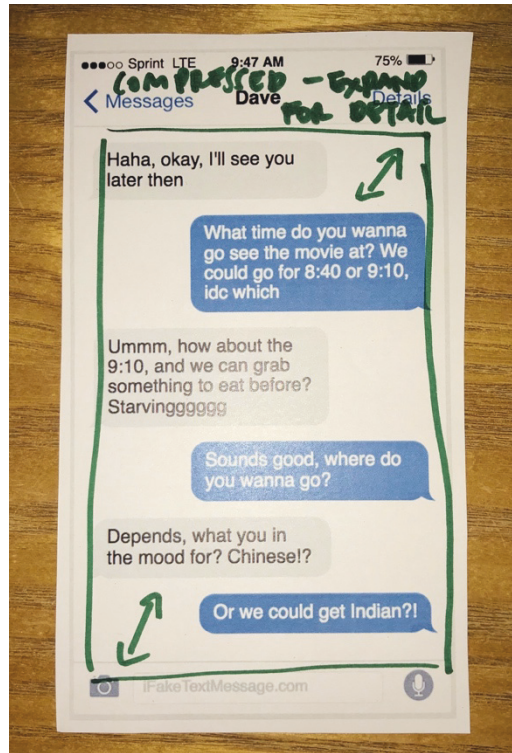 ●●●○○ Sprint LTE 9:47 AM 75%
COMPRESSED - EXPAND
Messages Dave Details
FOR DETAIL
Haha, okay, I'll see you
later then
What time do you wanna
go see the movie at? We
could go for 8:40 or 9:10,
idc which
Ummm, how about the
9:10, and we can grab
something to eat before?
Starvingggggg
Sounds good, where do
you wanna go?
Depends, what you in
the mood for? Chinese!?
Or we could get Indian?!
iFakeTextMessage.com